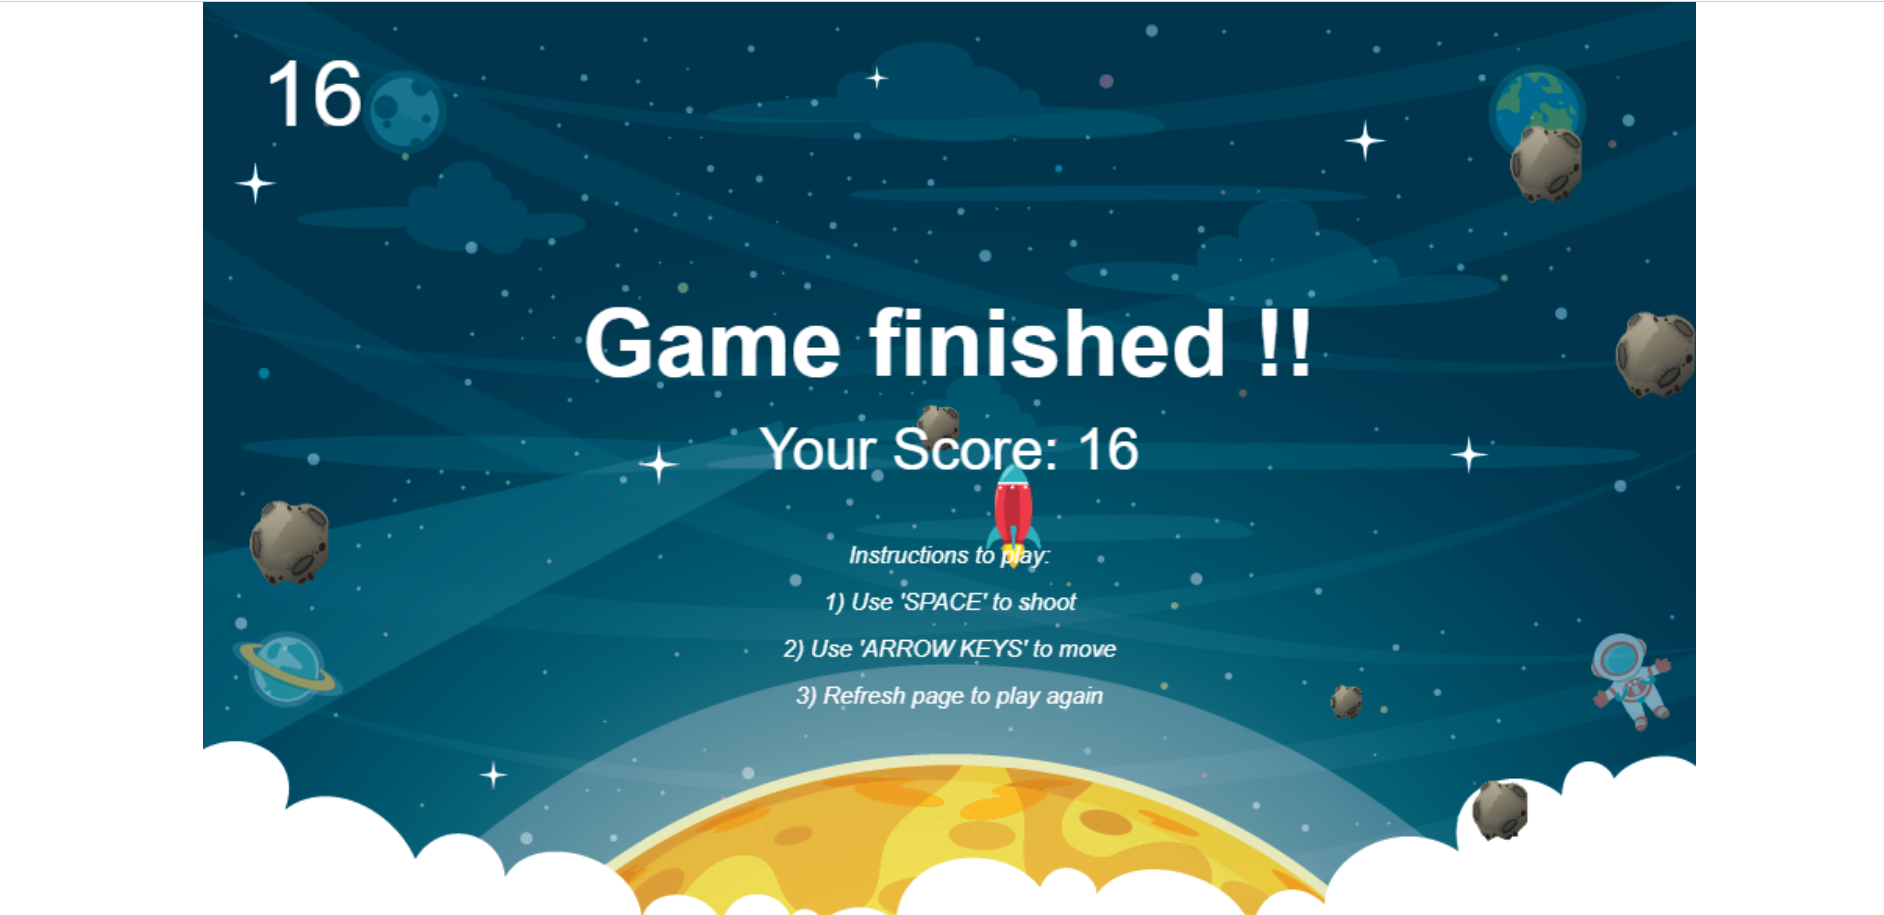 16
Game finished !!
Your Score: 16
Instructions to play:
1) Use 'SPACE' to shoot
2) Use 'ARROW KEYS' to move
3) Refresh page to play again